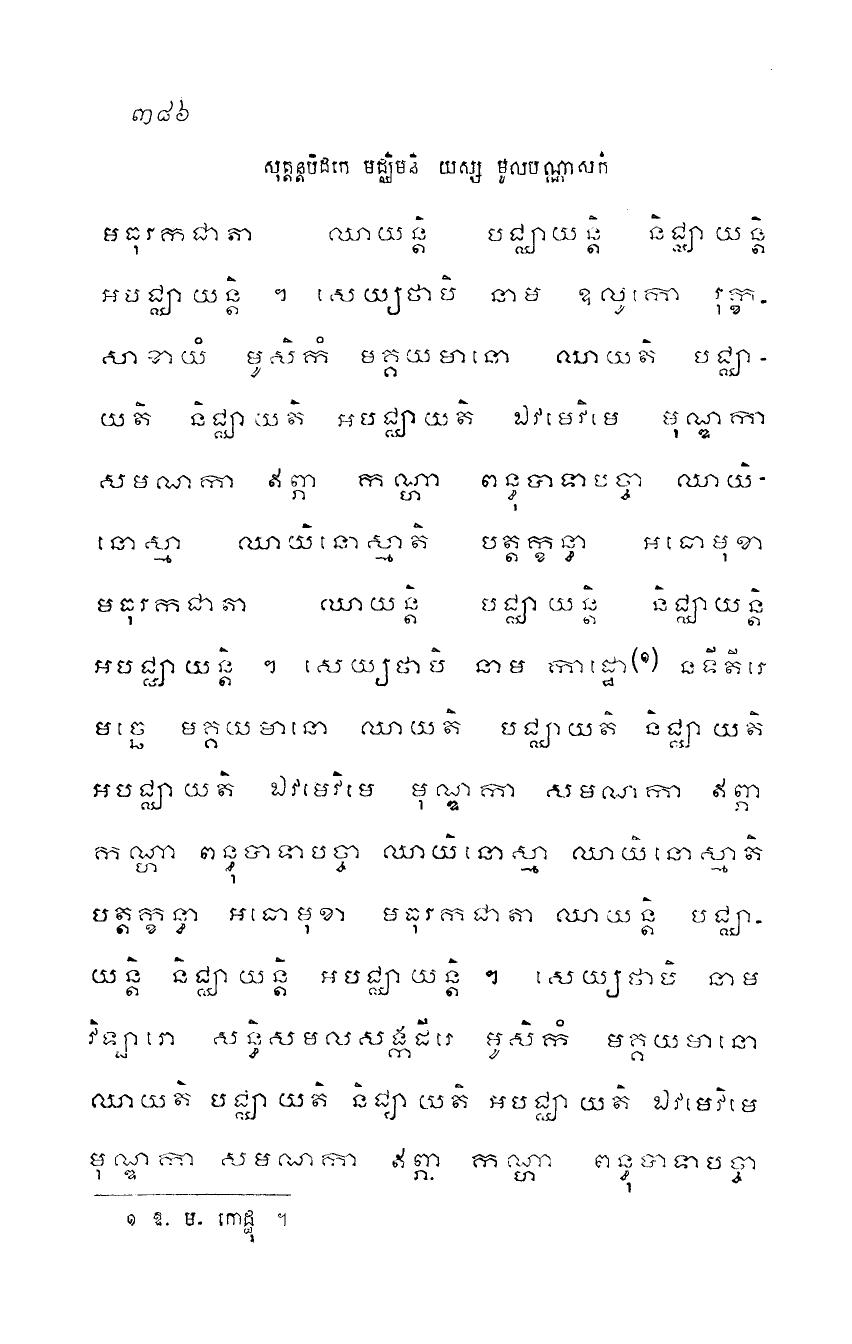 ៣៨៦
សុត្តន្តបិដកេ មជ្ឈិមនិ យស្ស មូលបណ្ណាសកំ
មធុរកជាតា ឈាយន្តិ បជ្ឈាយន្តិ និជ្ឈាយន្តិ
អបជ្ឈាយន្តិ ។ សេយ្យថាបិ នាម ឧលូកោ រុក្ខ-
សាខាយំ មូសិកំ មគ្គយមានោ ឈាយតិ បជ្ឈា-
យតិ និជ្ឈាយតិ អបជ្ឈាយតិ ឯវមេវិមេ មុណ្ឌកា
សមណកា ឥព្ភា កណ្ហា ពន្ធុបាទាបច្ចា ឈាយិ-
នោស្មា ឈាយិនោស្មាតិ បត្តក្ខន្ធា អធោមុខា
មធុរកជាតា ឈាយន្តិ បជ្ឈាយន្តិ និជ្ឈាយន្តិ
អបជ្ឈាយន្តិ ។ សេយ្យថាបិ នាម កោដ្ឋោ(១) នទីតីរេ
មច្ឆេ មគ្គយមានោ ឈាយតិ បជ្ឈាយតិ និជ្ឈាយតិ
អបជ្ឈាយតិ ឯវមេវិមេ មុណ្ឌកា សមណកា ឥព្ភា
កណ្ហា ពន្ធុបាទាបច្ចា ឈាយិនោស្មា ឈាយិនោស្មាតិ
បត្តក្ខន្ធា អធោមុខា មធុរកជាតា ឈាយន្តិ បជ្ឈា-
យន្តិ និជ្ឈាយន្តិ អបជ្ឈាយន្តិ ។ សេយ្យថាបិ នាម
វិឡារោ សន្ធិសមលសង្កដីរេ មូសិកំ មគ្គយមានោ
ឈាយតិ បជ្ឈាយតិ និជ្ឈាយតិ អបជ្ឈាយតិ ឯវមេវិមេ
មុណ្ឌកា សមណកា ឥព្ភា កណ្ហា ពន្ធុបាទាបច្ចា
១ ឱ. ម. កោដ្ឋុ ។